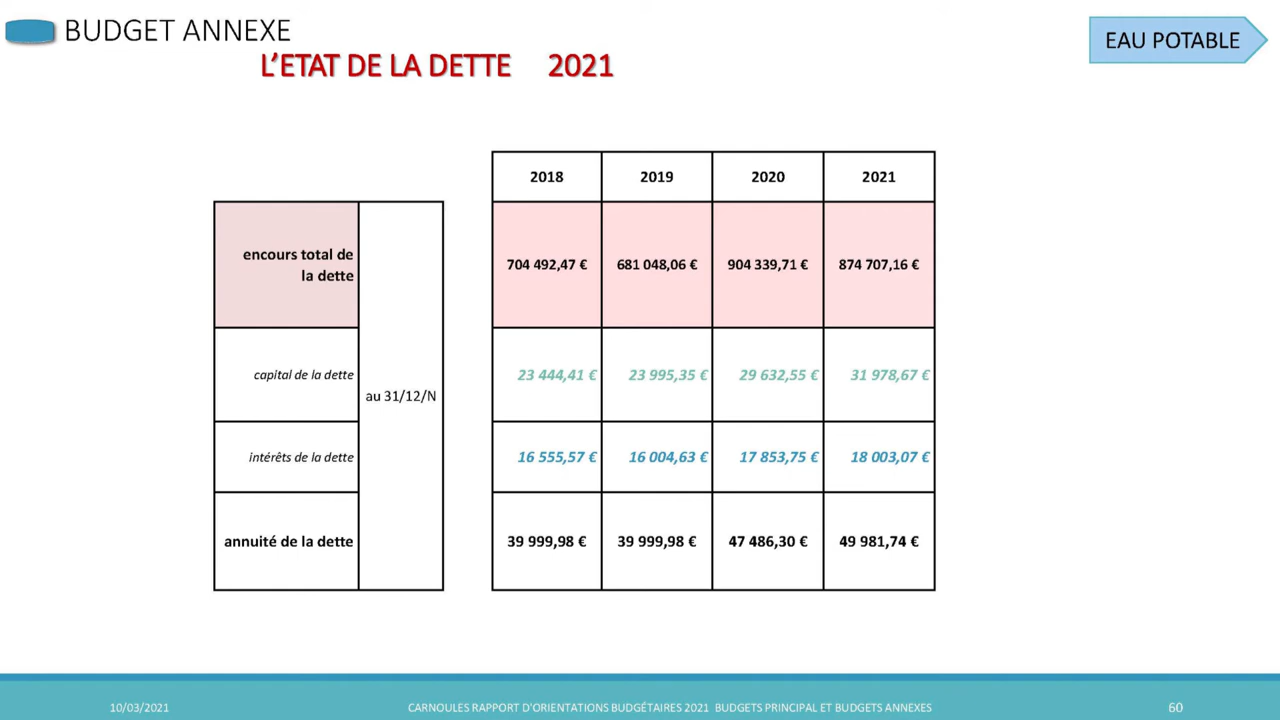 BUDGET ANNEXE
L'ETAT DE LA DETTE 2021
EAU POTABLE
2018 2019 2020 2021
encours total de
la dette
704 492,47 € 681 048,06 € 904 339,71 € 874 707,16 €
capital de la dette 23 444,41 € 23 995,35 € 29 632,55 € 31 978,67 €
au 31/12/N
intérêts de la dette 16 555,57 € 16 004,63 € 17 853,75 € 18 003,07 €
annuité de la dette 39 999,98 € 39 999,98 € 47 486,30 € 49 981,74 €
10/03/2021 CARNOULES RAPPORT D'ORIENTATIONS BUDGÉTAIRES 2021 BUDGETS PRINCIPAL ET BUDGETS ANNEXES 60